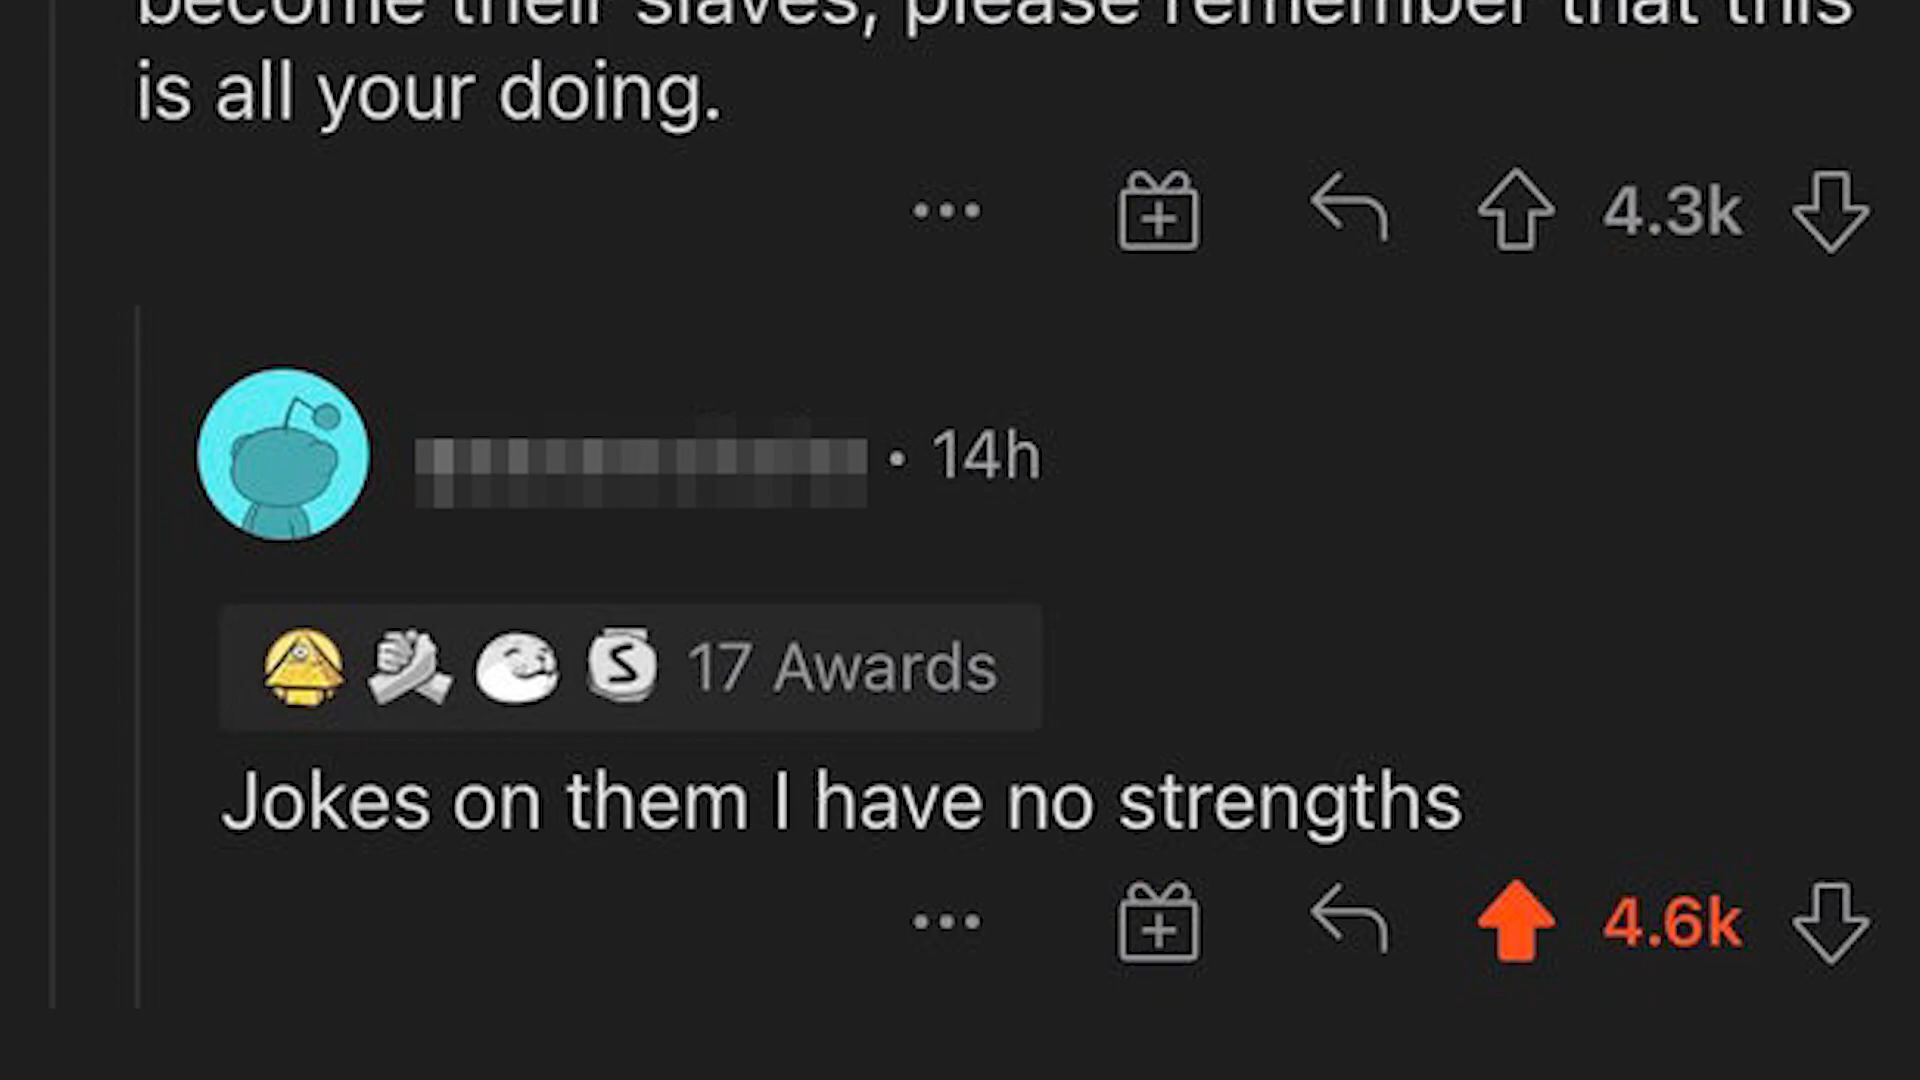 become their slaves, please remember that this
is all your doing.
4.3k
• 14h
17 Awards
Jokes on them I have no strengths
4.6k